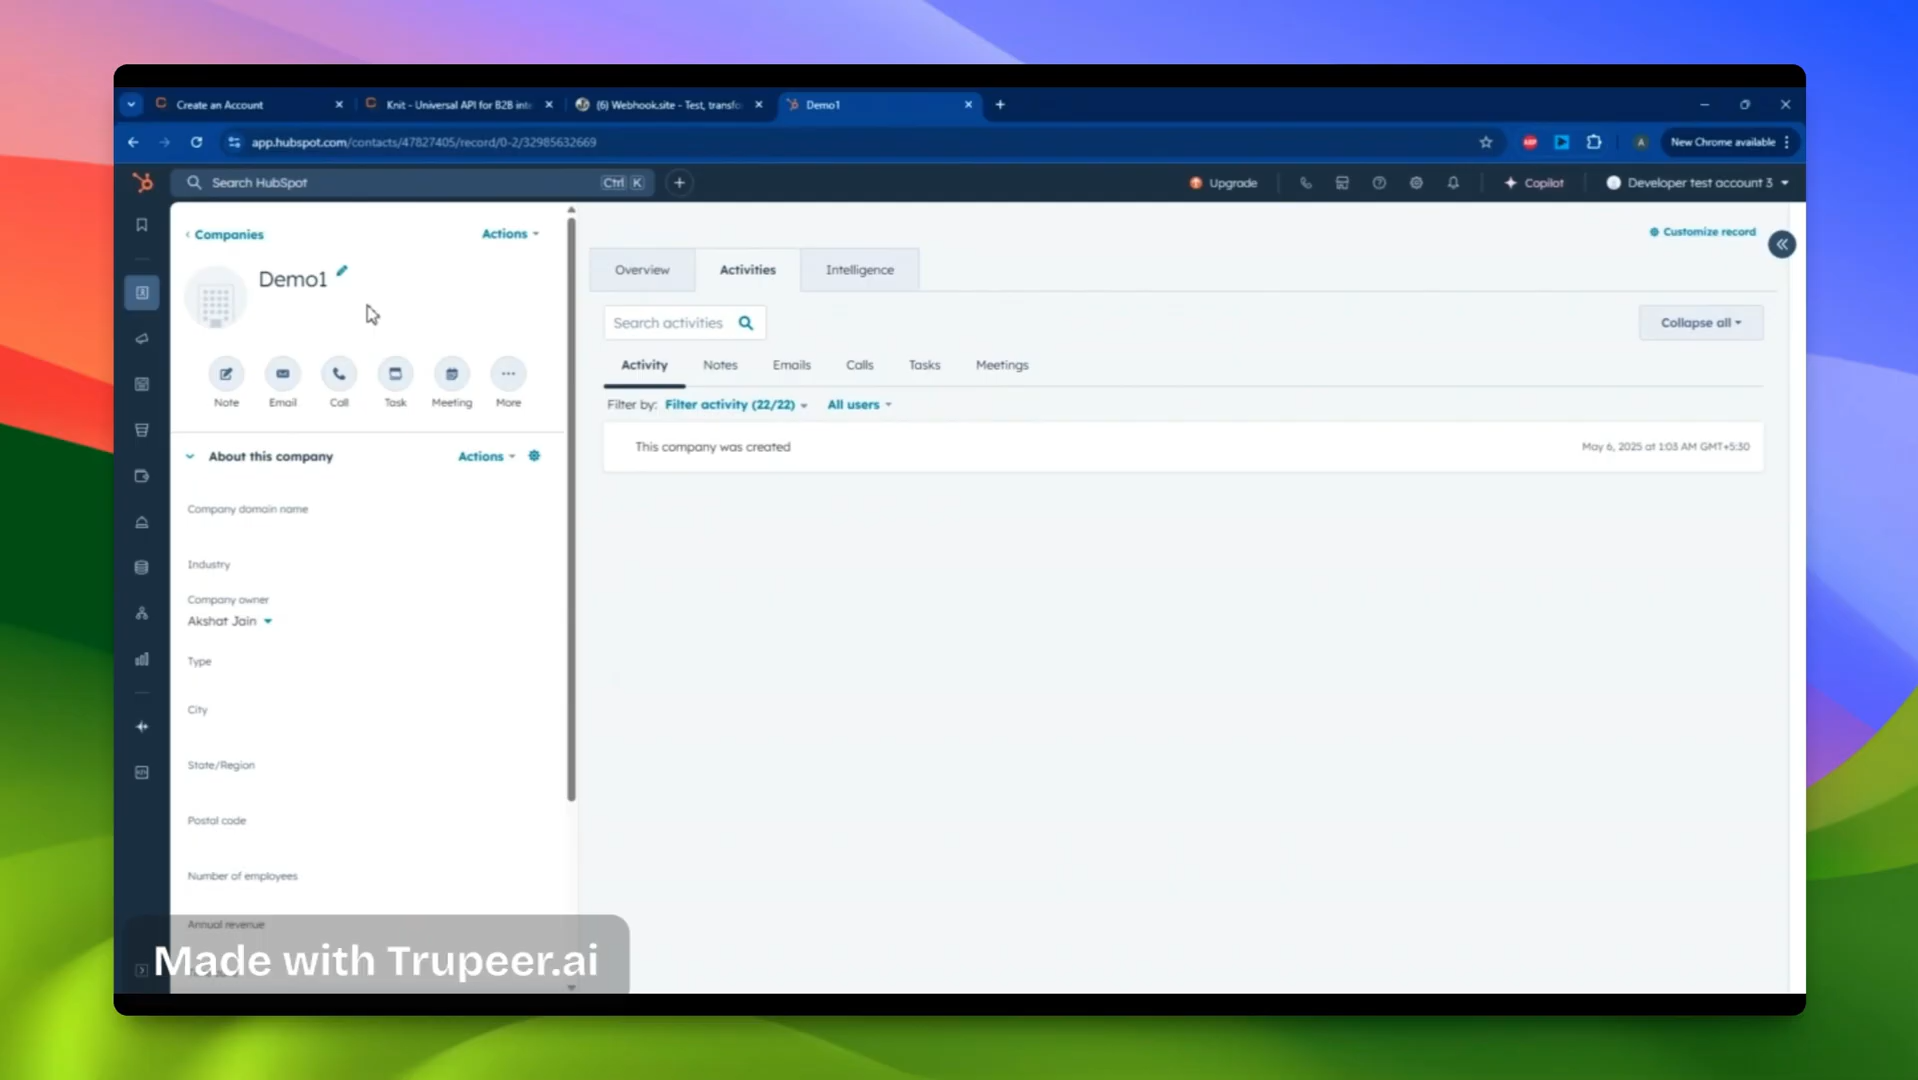 Create an Account
Knit - Universal API for B2B inte
(6) Webhook.site - Test, transfo
Demo1
app.hubspot.com/contacts/47827405/record/0-2/32985632669
ABP
A
New Chrome available
Search HubSpot
Ctrl K
Upgrade
Copilot
Developer test account 3
Companies
Actions
Customize record
Demo1
Overview
Activities
Intelligence
Search activities
Collapse all
Activity
Notes
Emails
Calls
Tasks
Meetings
Note
Email
Call
Task
Meeting
More
Filter by: Filter activity (22/22)
All users
This company was created
May 6, 2025 at 1:03 AM GMT+5:30
About this company
Actions
Company domain name
Industry
Company owner
Akshat Jain
Type
City
State/Region
Postal code
Number of employees
Annual revenue
Made with Trupeer.ai